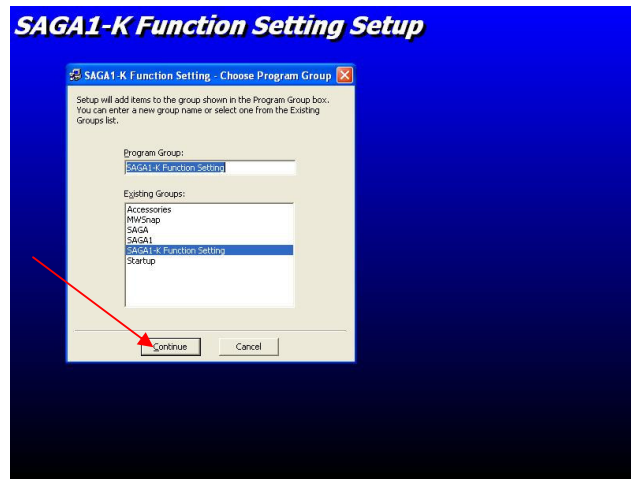 SAGA1-K Function Setting Setup
SAGA1-K Function Setting - Choose Program Group
Setup will add items to the group shown in the Program Group box.
You can enter a new group name or select one from the Existing
Groups list.
Program Group:
SAGA1-K Function Setting
Existing Groups:
Accessories
MWSnap
SAGA
SAGA1
SAGA1-K Function Setting
Startup
Continue
Cancel